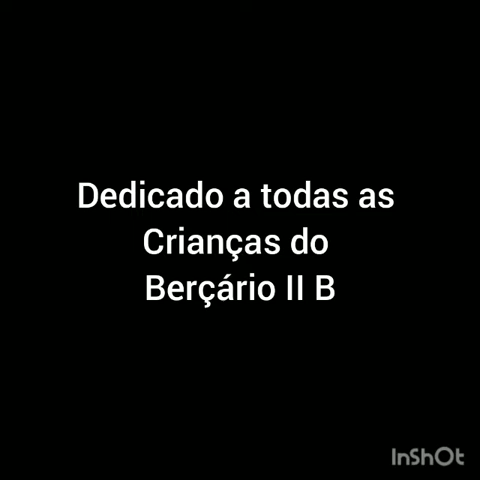 Dedicado a todas as
Crianças do
Berçário II B
InShOt